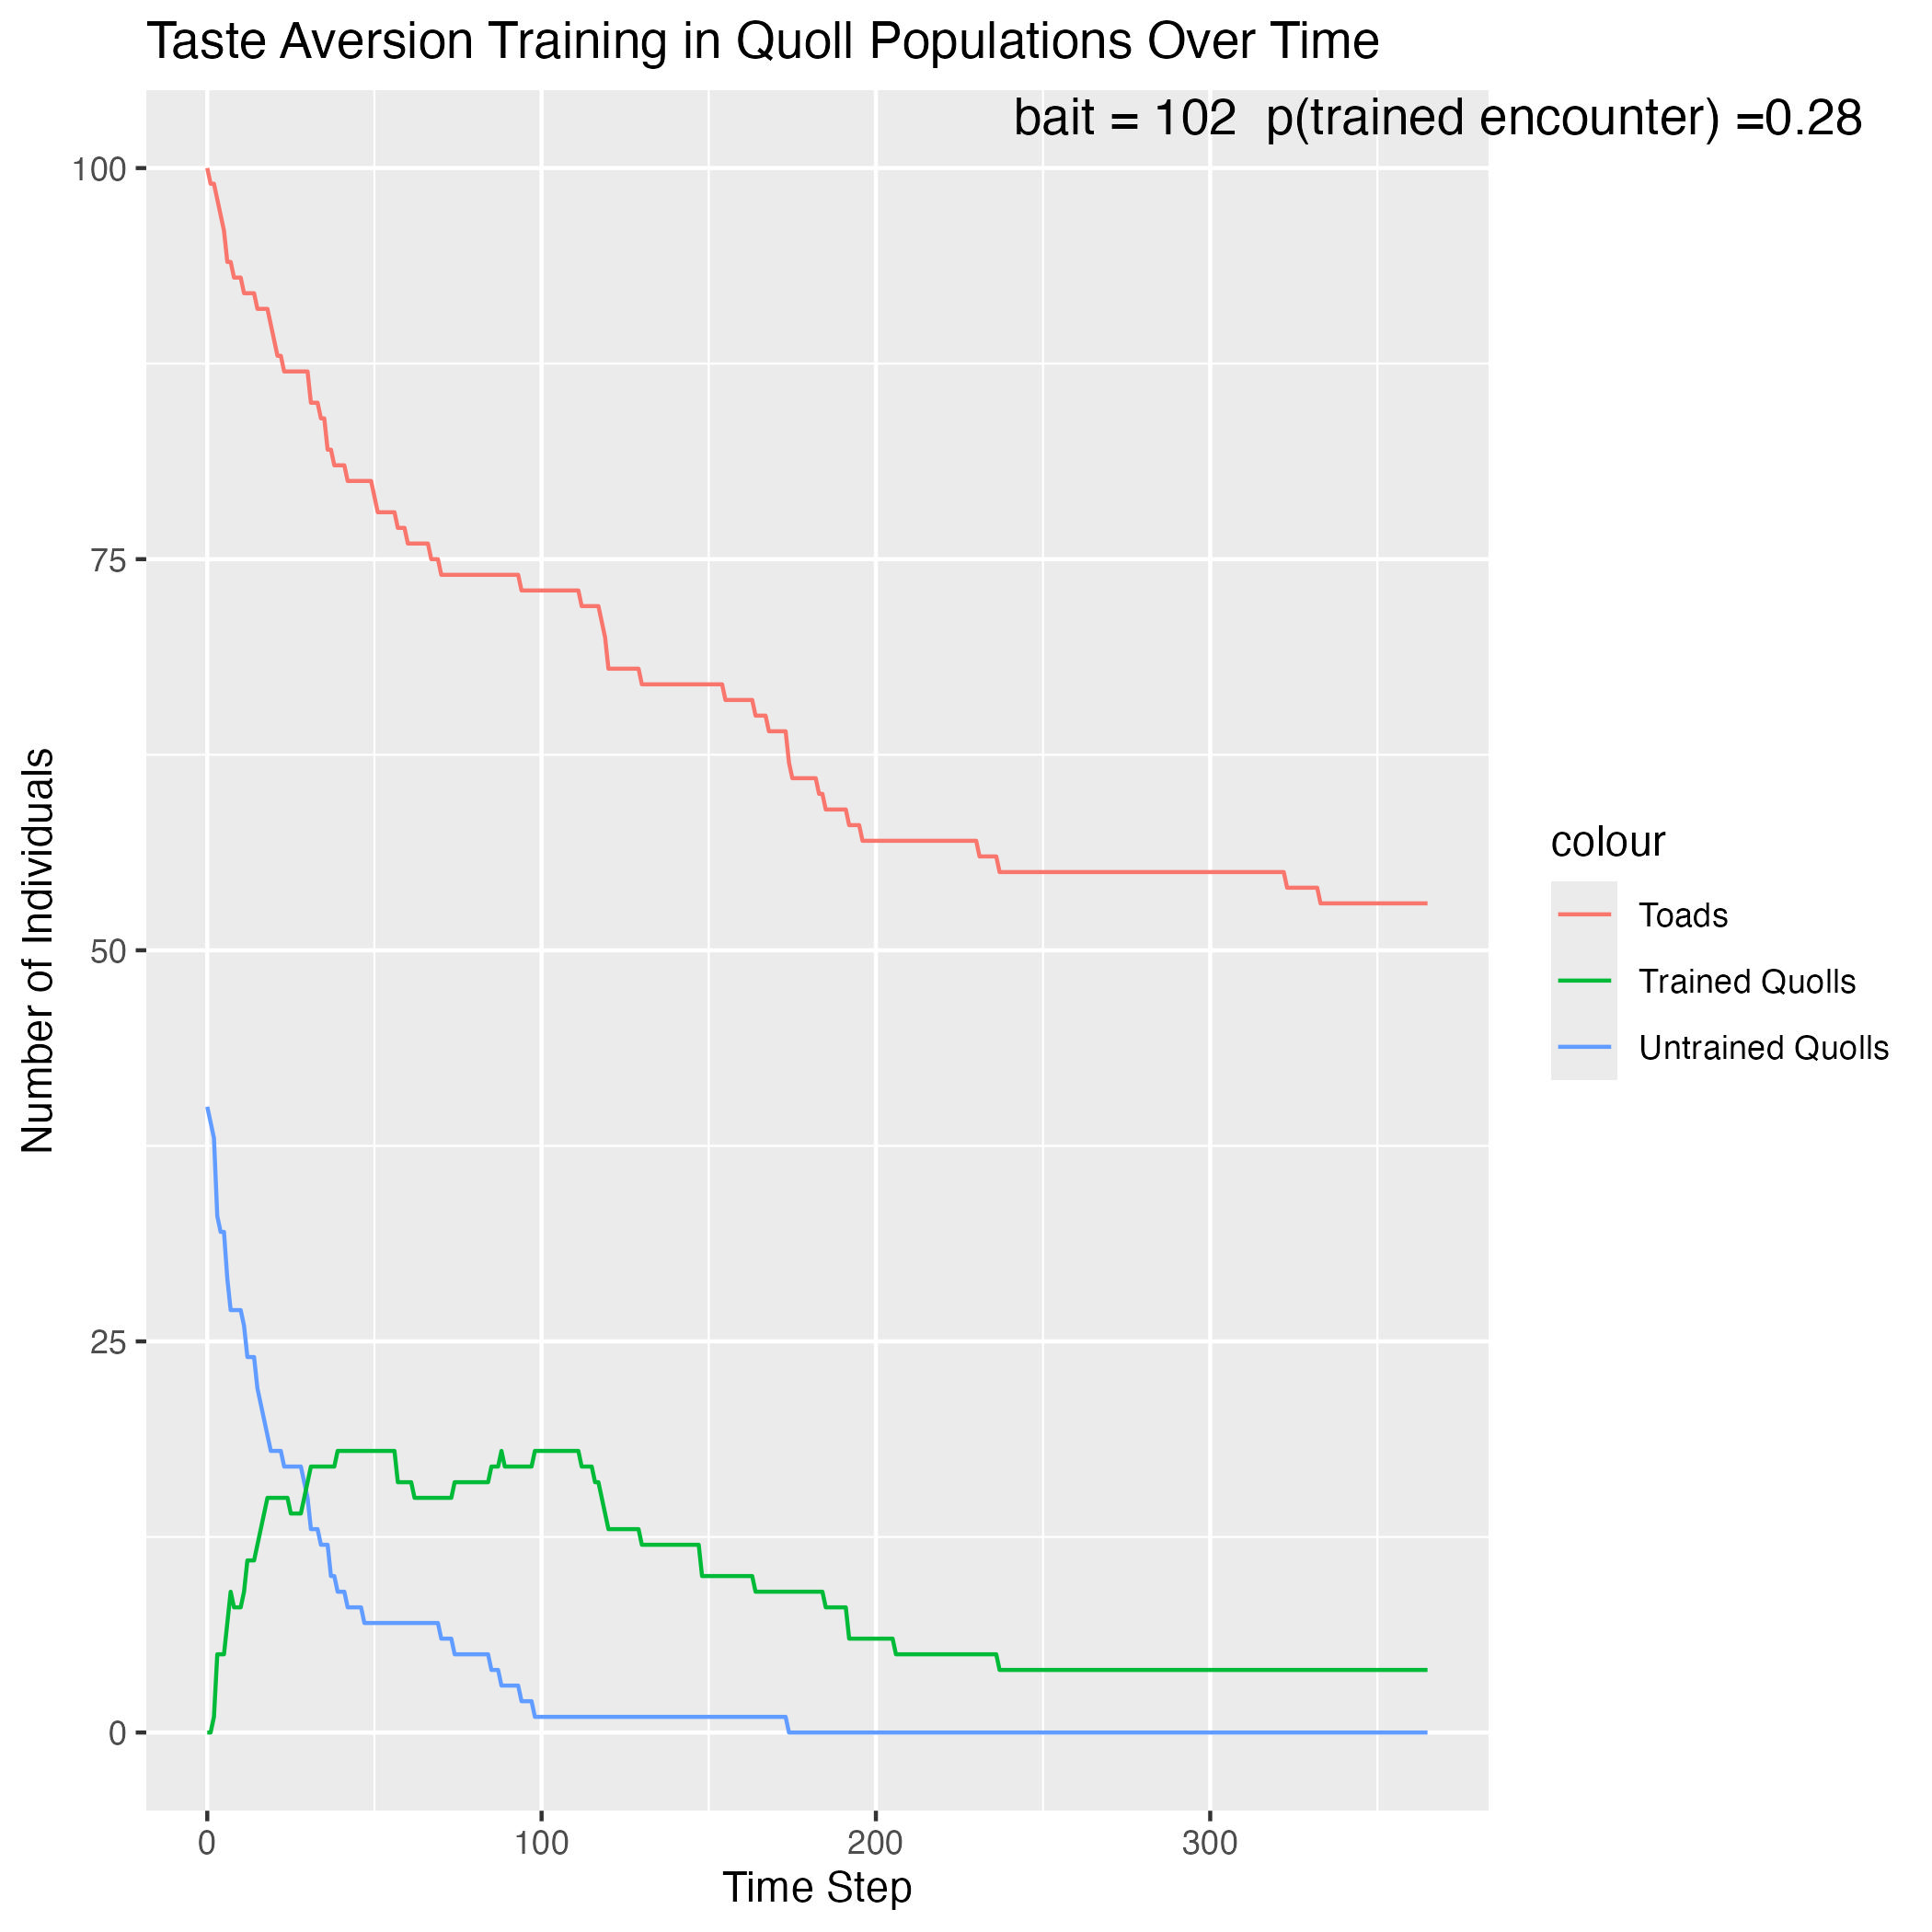 Taste Aversion Training in Quoll Populations Over Time
bait = 102  p(trained encounter) =0.28
100
75
50
25
0
Number of Individuals
0
100
200
300
Time Step
colour
Toads
Trained Quolls
Untrained Quolls